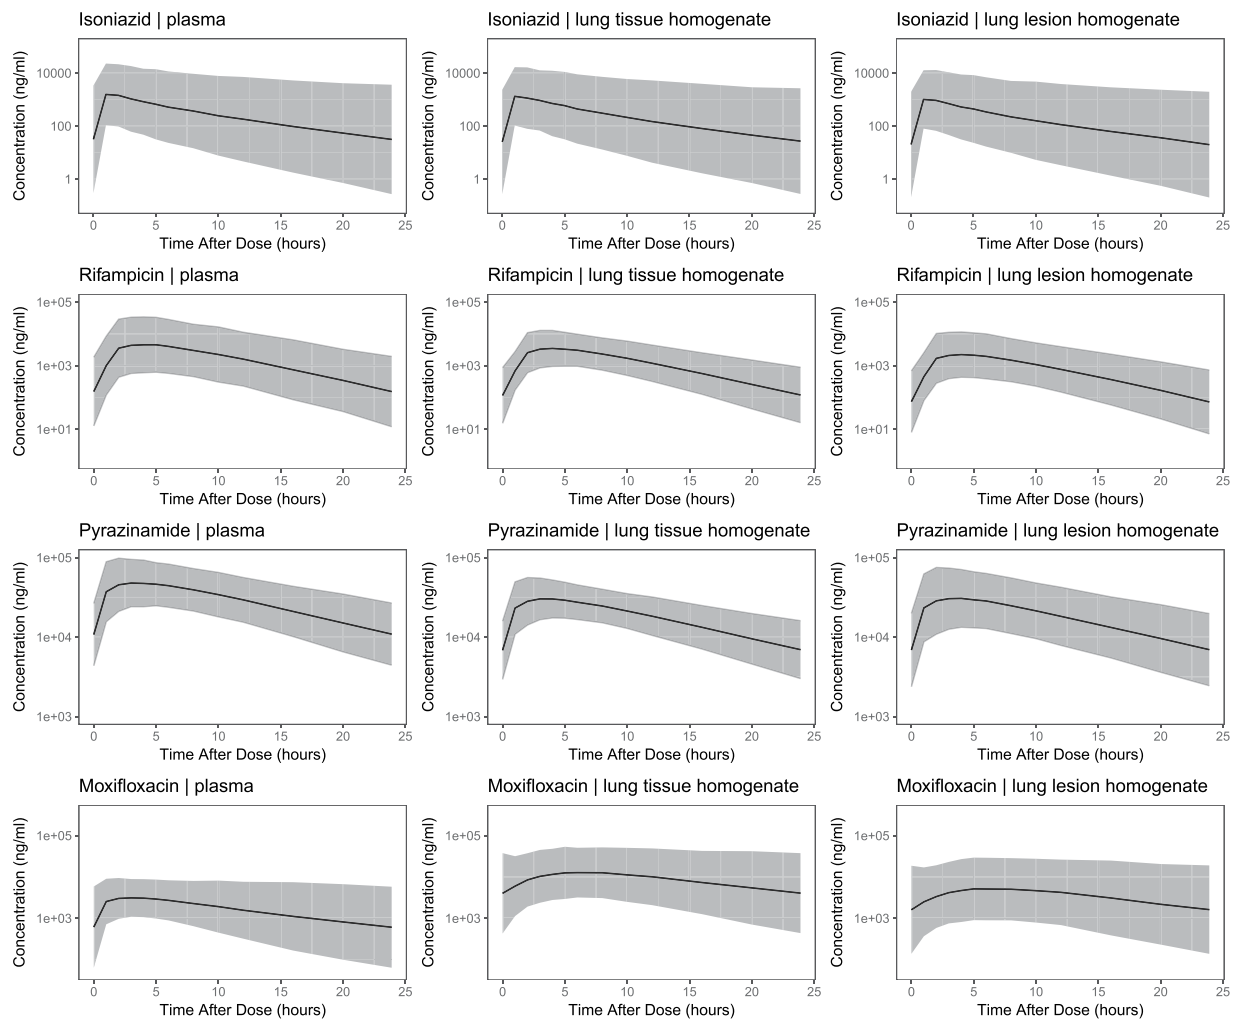 Isoniazid | plasma
Concentration (ng/ml)
10000
100
1
0 5 10 15 20 25
Time After Dose (hours)
Isoniazid | lung tissue homogenate
Concentration (ng/ml)
10000
100
1
0 5 10 15 20 25
Time After Dose (hours)
Isoniazid | lung lesion homogenate
Concentration (ng/ml)
10000
100
1
0 5 10 15 20 25
Time After Dose (hours)
Rifampicin | plasma
Concentration (ng/ml)
1e+05
1e+03
1e+01
0 5 10 15 20 25
Time After Dose (hours)
Rifampicin | lung tissue homogenate
Concentration (ng/ml)
1e+05
1e+03
1e+01
0 5 10 15 20 25
Time After Dose (hours)
Rifampicin | lung lesion homogenate
Concentration (ng/ml)
1e+05
1e+03
1e+01
0 5 10 15 20 25
Time After Dose (hours)
Pyrazinamide | plasma
Concentration (ng/ml)
1e+05
1e+04
1e+03
0 5 10 15 20 25
Time After Dose (hours)
Pyrazinamide | lung tissue homogenate
Concentration (ng/ml)
1e+05
1e+04
1e+03
0 5 10 15 20 25
Time After Dose (hours)
Pyrazinamide | lung lesion homogenate
Concentration (ng/ml)
1e+05
1e+04
1e+03
0 5 10 15 20 25
Time After Dose (hours)
Moxifloxacin | plasma
Concentration (ng/ml)
1e+05
1e+03
0 5 10 15 20 25
Time After Dose (hours)
Moxifloxacin | lung tissue homogenate
Concentration (ng/ml)
1e+05
1e+03
0 5 10 15 20 25
Time After Dose (hours)
Moxifloxacin | lung lesion homogenate
Concentration (ng/ml)
1e+05
1e+03
0 5 10 15 20 25
Time After Dose (hours)